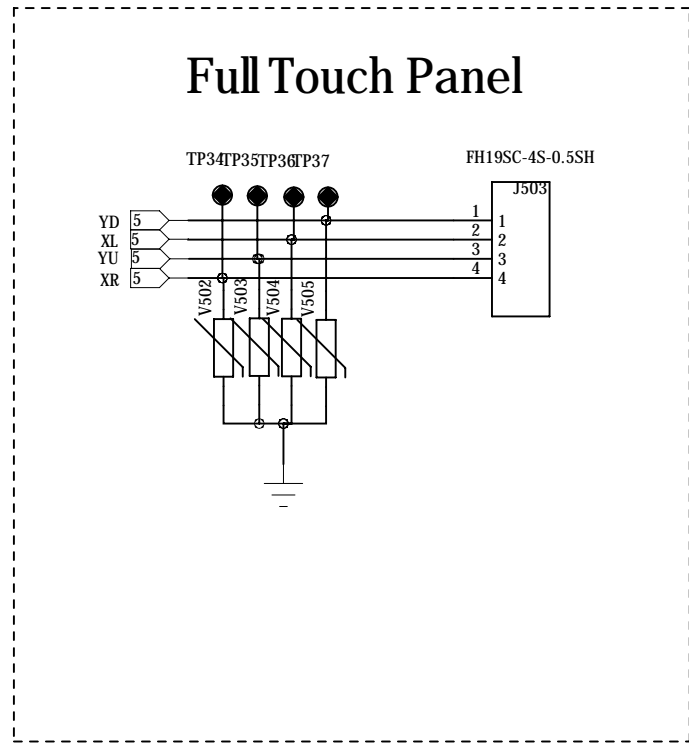 Full Touch Panel
TP34TP35TP36TP37
FH19SC-4S-0.5SH
J503
YD 5
XL 5
YU 5
XR 5
1 1
2 2
3 3
4 4
V502
V503
V504
V505